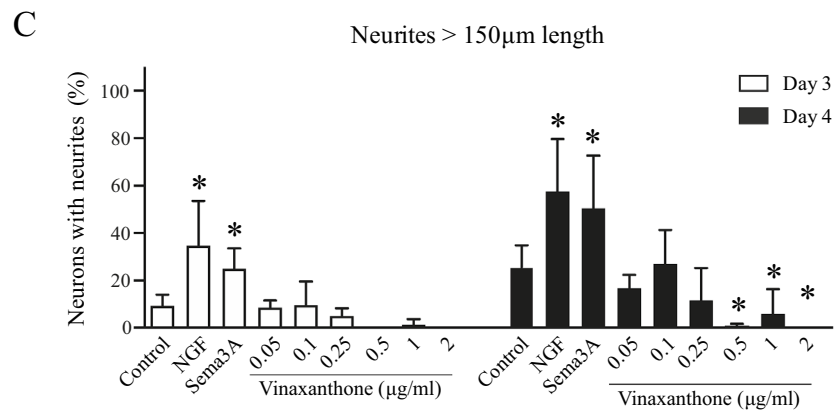 C
Neurites > 150µm length
Neurons with neurites (%)
100
80
60
40
20
0
Day 3
Day 4
* * * * * * *
Control NGF Sema3A 0.05 0.1 0.25 0.5 1 2 Control NGF Sema3A 0.05 0.1 0.25 0.5 1 2
Vinaxanthone (µg/ml) Vinaxanthone (µg/ml)